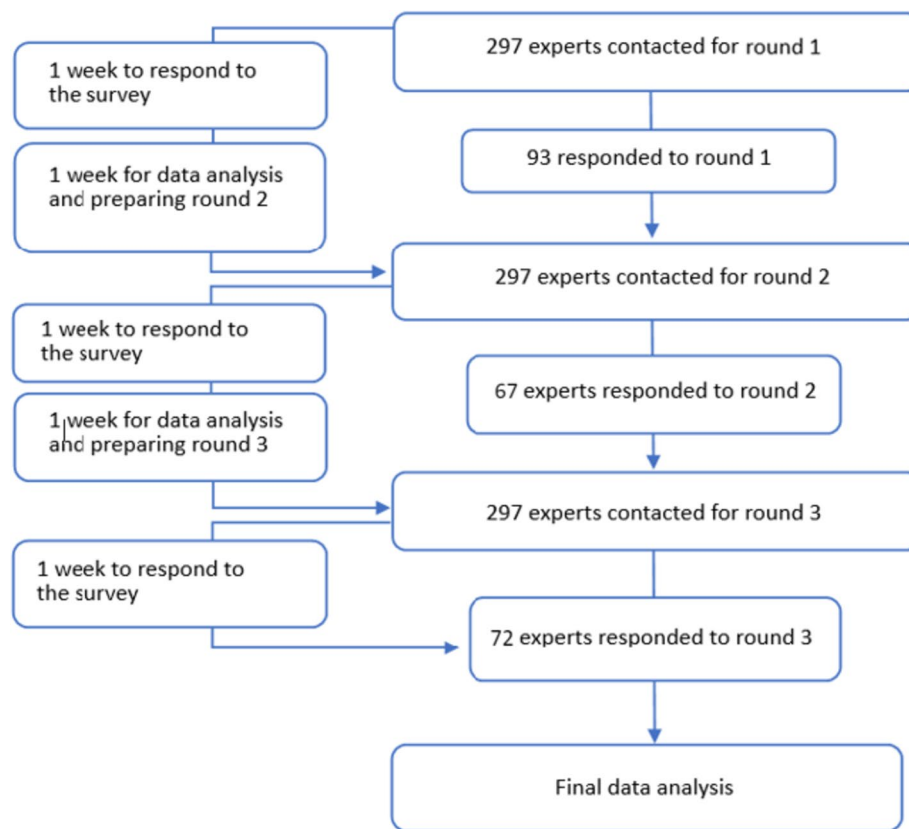 297 experts contacted for round 1
1 week to respond to
the survey
93 responded to round 1
1 week for data analysis
and preparing round 2
297 experts contacted for round 2
1 week to respond to
the survey
67 experts responded to round 2
1 week for data analysis
and preparing round 3
297 experts contacted for round 3
1 week to respond to
the survey
72 experts responded to round 3
Final data analysis